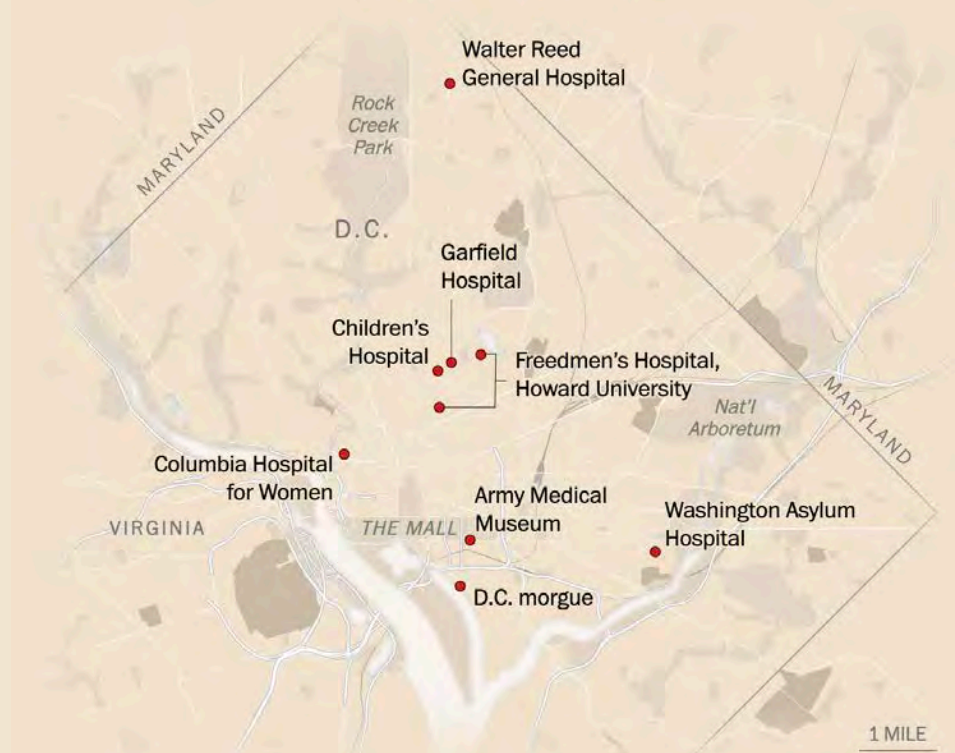 Walter Reed
General Hospital
Rock
Creek
Park
MARYLAND
D.C.
Garfield
Hospital
Children's
Hospital
Freedmen's Hospital,
Howard University
MARYLAND
Nat'l
Arboretum
Columbia Hospital
for Women
Army Medical
Museum
Washington Asylum
Hospital
VIRGINIA
THE MALL
D.C. morgue
1 MILE